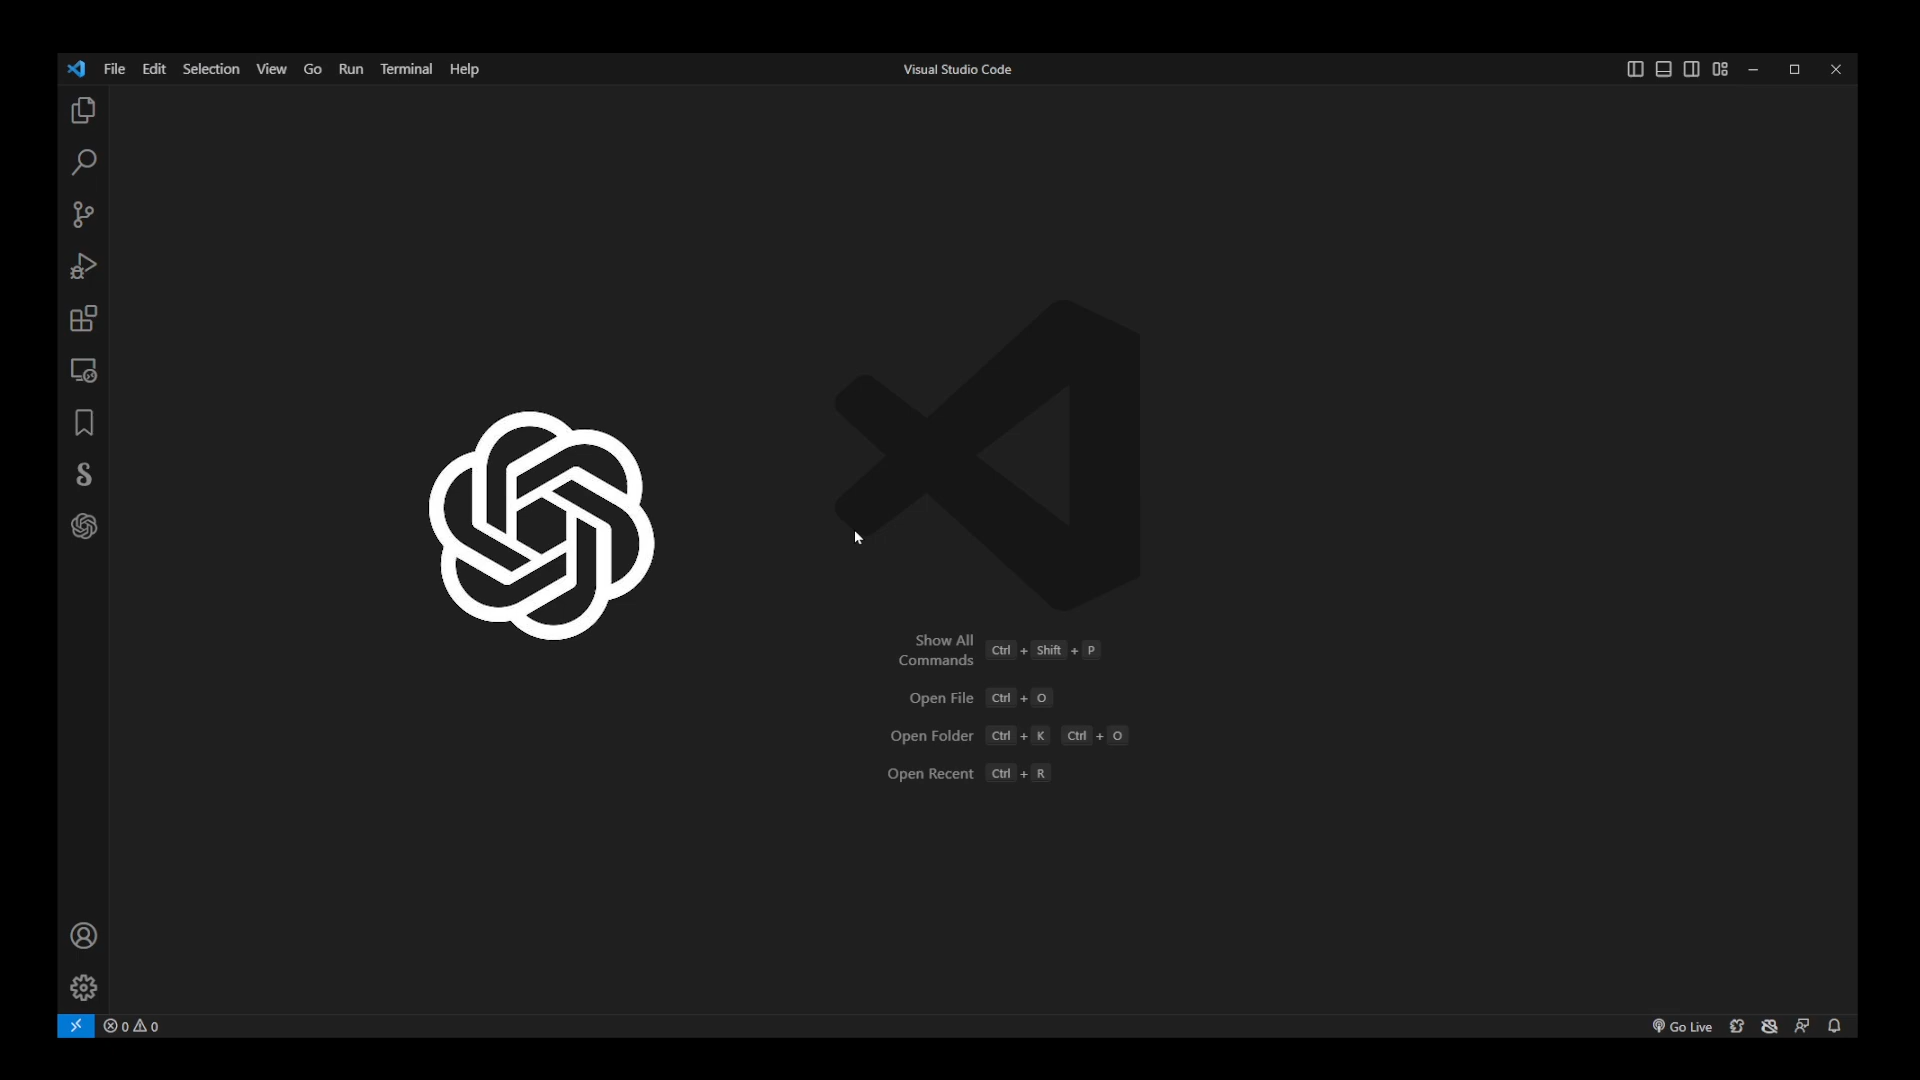 File Edit Selection View Go Run Terminal Help
Visual Studio Code
Show All
Commands Ctrl + Shift + P
Open File Ctrl + O
Open Folder Ctrl + K Ctrl + O
Open Recent Ctrl + R
0 0
Go Live